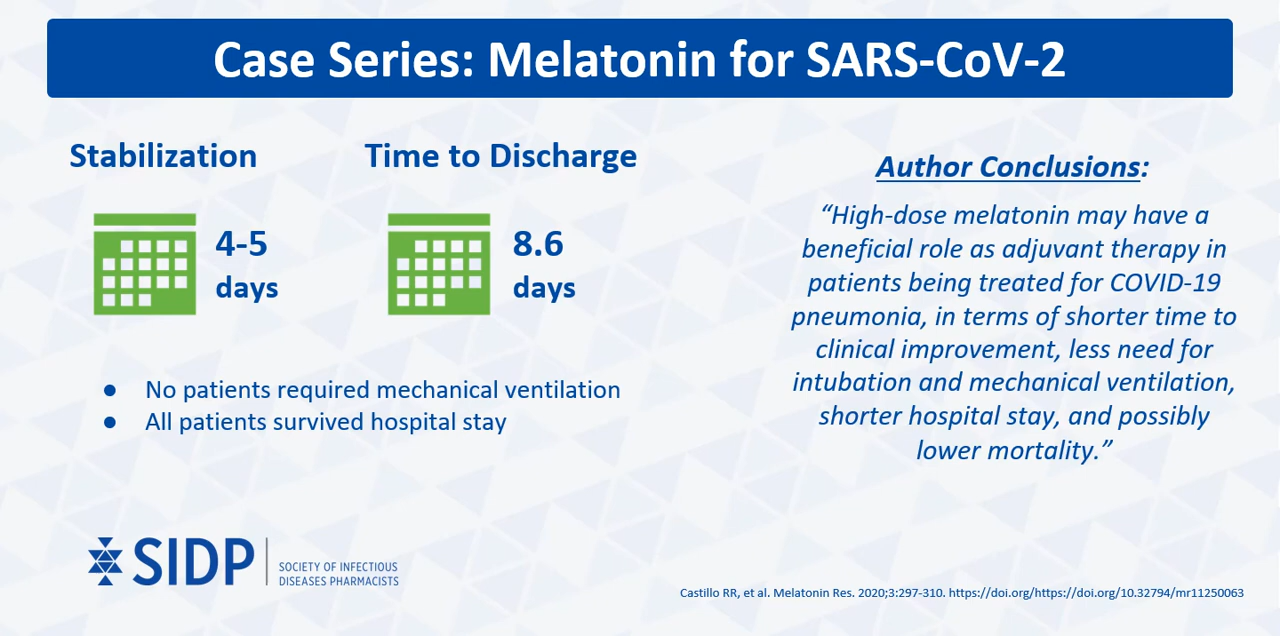 Case Series: Melatonin for SARS-CoV-2
Stabilization
4-5
days
Time to Discharge
8.6
days
● No patients required mechanical ventilation
● All patients survived hospital stay
Author Conclusions:
“High-dose melatonin may have a
beneficial role as adjuvant therapy in
patients being treated for COVID-19
pneumonia, in terms of shorter time to
clinical improvement, less need for
intubation and mechanical ventilation,
shorter hospital stay, and possibly
lower mortality.”
SIDP
SOCIETY OF INFECTIOUS
DISEASES PHARMACISTS
Castillo RR, et al. Melatonin Res. 2020;3:297-310. https://doi.org/https://doi.org/10.32794/mr11250063